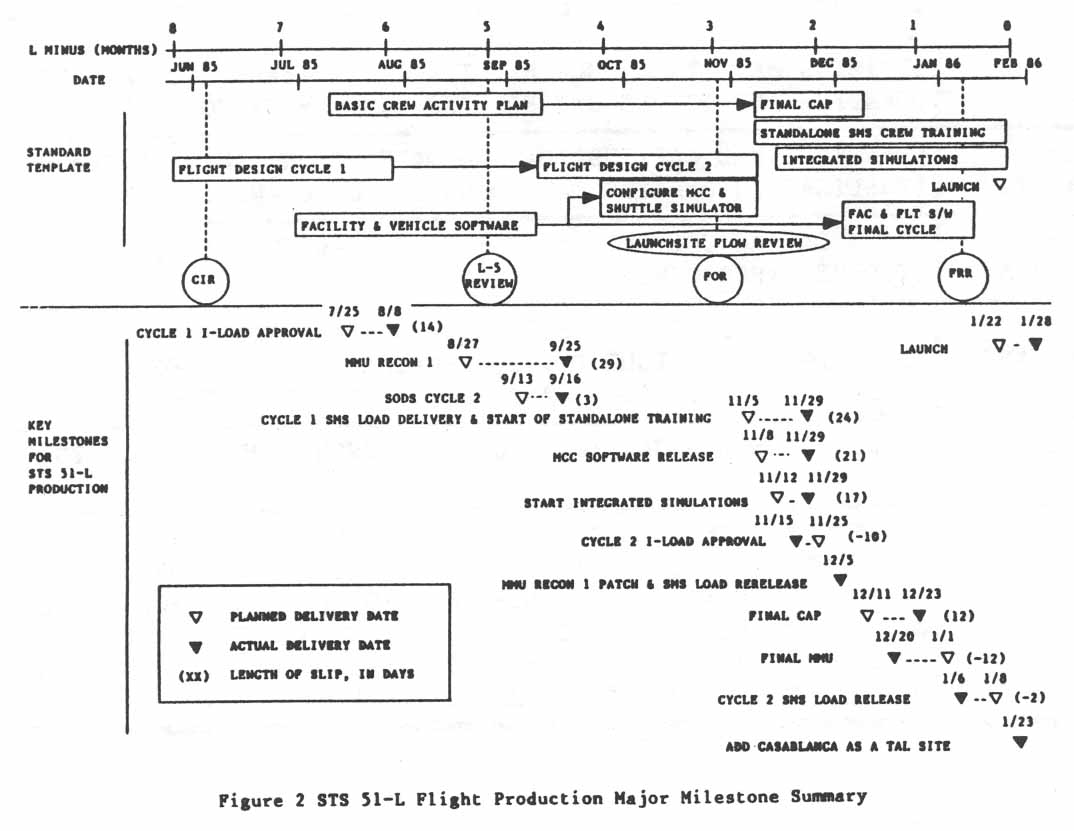 8 7 6 5 4 3 2 1 0
L MINUS (MONTHS)
JUN 85 JUL 85 AUG 85 SEP 85 OCT 85 NOV 85 DEC 85 JAN 86 FEB 86
DATE
BASIC CREW ACTIVITY PLAN FINAL CAP
STANDALONE SMS CREW TRAINING
STANDARD
TEMPLATE
INTEGRATED SIMULATIONS
FLIGHT DESIGN CYCLE 1 FLIGHT DESIGN CYCLE 2
LAUNCH
CONFIGURE MCC &
SHUTTLE SIMULATOR
FACILITY & VEHICLE SOFTWARE
FAC & FLT S/W
FINAL CYCLE
LAUNCHSITE FLOW REVIEW
CIR
L-5
REVIEW
FOR
FRR
7/25 8/8
CYCLE 1 I-LOAD APPROVAL (14)
1/22 1/28
LAUNCH
8/27 9/25
MMU RECON 1 (29)
9/13 9/16
SODS CYCLE 2 (3)
KEY
MILESTONES
FOR
STS 51-L
PRODUCTION
11/5 11/29
CYCLE 1 SMS LOAD DELIVERY & START OF STANDALONE TRAINING (24)
11/8 11/29
MCC SOFTWARE RELEASE (21)
11/12 11/29
START INTEGRATED SIMULATIONS (17)
11/15 11/25
CYCLE 2 I-LOAD APPROVAL (-10)
12/5
MMU RECON 1 PATCH & SMS LOAD RERELEASE
12/11 12/23
FINAL CAP (12)
12/20 1/1
FINAL MMU (-12)
1/6 1/8
CYCLE 2 SMS LOAD RELEASE (-2)
1/23
ADD CASABLANCA AS A TAL SITE
PLANNED DELIVERY DATE
ACTUAL DELIVERY DATE
(XX) LENGTH OF SLIP, IN DAYS
Figure 2 STS 51-L Flight Production Major Milestone Summary